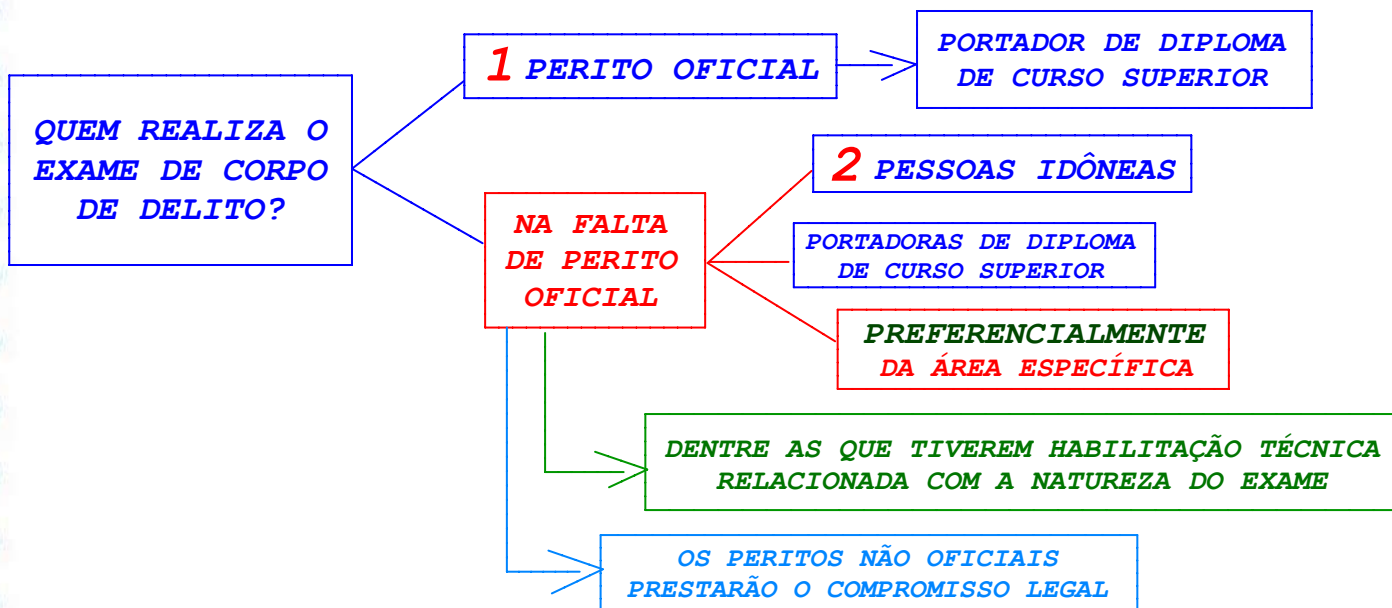 QUEM REALIZA O
EXAME DE CORPO
DE DELITO?
1 PERITO OFICIAL
PORTADOR DE DIPLOMA
DE CURSO SUPERIOR
NA FALTA
DE PERITO
OFICIAL
2 PESSOAS IDÔNEAS
PORTADORAS DE DIPLOMA
DE CURSO SUPERIOR
PREFERENCIALMENTE
DA ÁREA ESPECÍFICA
DENTRE AS QUE TIVEREM HABILITAÇÃO TÉCNICA
RELACIONADA COM A NATUREZA DO EXAME
OS PERITOS NÃO OFICIAIS
PRESTARÃO O COMPROMISSO LEGAL